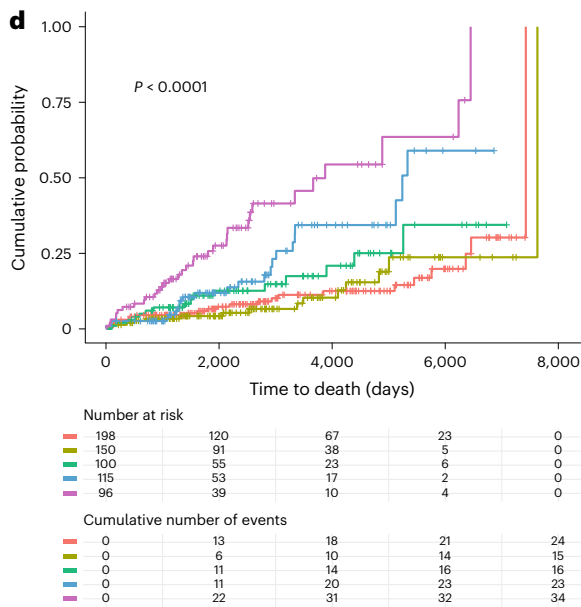 d
1.00
P < 0.0001
0.75
0.50
0.25
0
Cumulative probability
0 2,000 4,000 6,000 8,000
Time to death (days)
Number at risk
198 120 67 23 0
150 91 38 5 0
100 55 23 6 0
115 53 17 2 0
96 39 10 4 0
Cumulative number of events
0 13 18 21 24
0 6 10 14 15
0 11 14 16 16
0 11 20 23 23
0 22 31 32 34